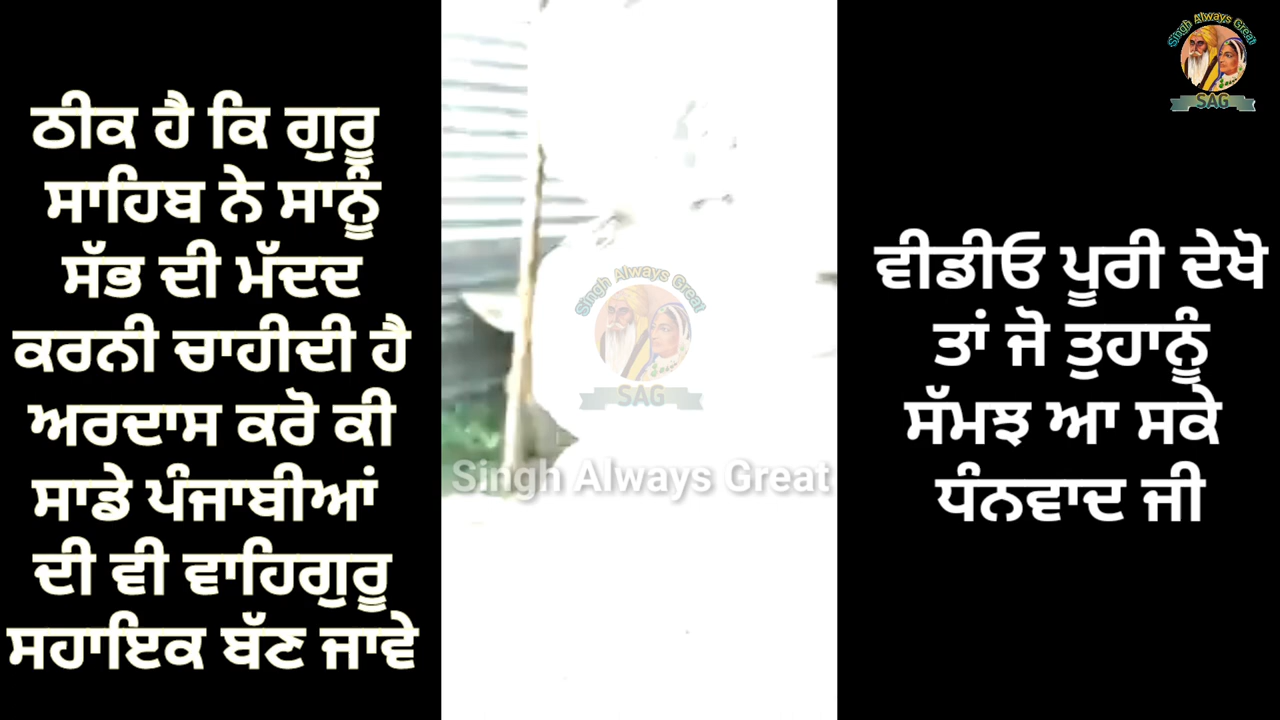 ਠੀਕ ਹੈ ਕਿ ਗੁਰੂ
ਸਾਹਿਬ ਨੇ ਸਾਨੂੰ
ਸੱਭ ਦੀ ਮੱਦਦ
ਕਰਨੀ ਚਾਹੀਦੀ ਹੈ
ਅਰਦਾਸ ਕਰੋ ਕੀ
ਸਾਡੇ ਪੰਜਾਬੀਆਂ
ਦੀ ਵੀ ਵਾਹਿਗੁਰੂ
ਸਹਾਇਕ ਬੱਣ ਜਾਵੇ
Singh Always Great
SAG
Singh Always Great
Singh Always Great
SAG
ਵੀਡੀਓ ਪੂਰੀ ਦੇਖੋ
ਤਾਂ ਜੋ ਤੁਹਾਨੂੰ
ਸੱਮਝ ਆ ਸਕੇ
ਧੰਨਵਾਦ ਜੀ